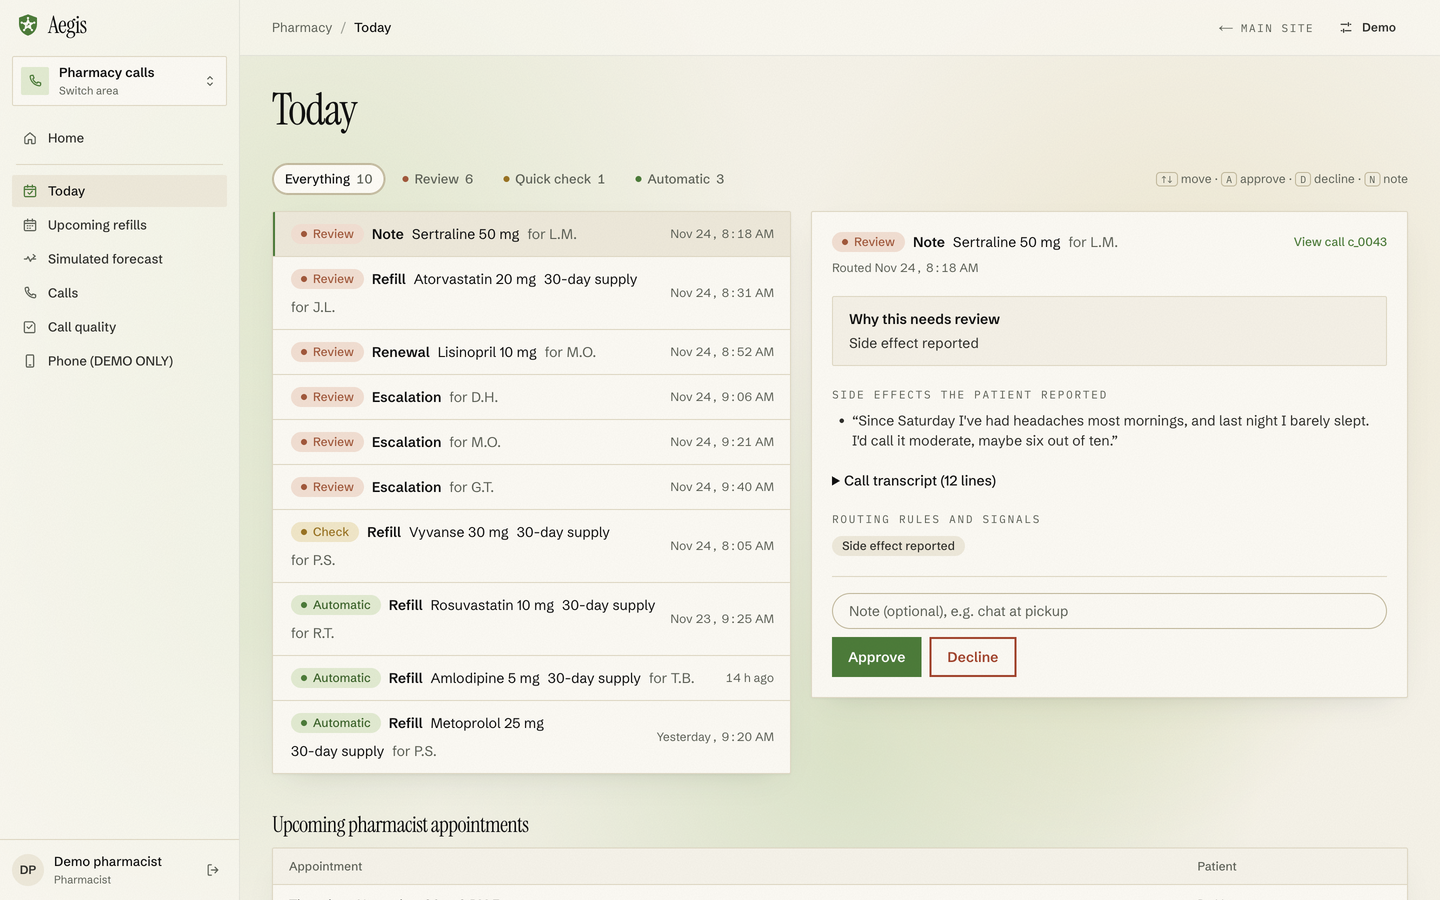 Aegis
Pharmacy calls
Switch area
Home
Today
Upcoming refills
Simulated forecast
Calls
Call quality
Phone (DEMO ONLY)
DP
Demo pharmacist
Pharmacist
Pharmacy / Today
← MAIN SITE
Demo
Today
Everything 10
Review 6
Quick check 1
Automatic 3
↑↓ move · A approve · D decline · N note
Review Note Sertraline 50 mg for L.M. Nov 24, 8:18 AM
Review Refill Atorvastatin 20 mg 30-day supply
for J.L.
Nov 24, 8:31 AM
Review Renewal Lisinopril 10 mg for M.O. Nov 24, 8:52 AM
Review Escalation for D.H. Nov 24, 9:06 AM
Review Escalation for M.O. Nov 24, 9:21 AM
Review Escalation for G.T. Nov 24, 9:40 AM
Check Refill Vyvanse 30 mg 30-day supply
for P.S.
Nov 24, 8:05 AM
Automatic Refill Rosuvastatin 10 mg 30-day supply
for R.T.
Nov 23, 9:25 AM
Automatic Refill Amlodipine 5 mg 30-day supply for T.B. 14 h ago
Automatic Refill Metoprolol 25 mg
30-day supply for P.S.
Yesterday, 9:20 AM
Review Note Sertraline 50 mg for L.M.
View call c_0043
Routed Nov 24, 8:18 AM
Why this needs review
Side effect reported
SIDE EFFECTS THE PATIENT REPORTED
• “Since Saturday I've had headaches most mornings, and last night I barely slept.
I'd call it moderate, maybe six out of ten.”
▶ Call transcript (12 lines)
ROUTING RULES AND SIGNALS
Side effect reported
Note (optional), e.g. chat at pickup
Approve
Decline
Upcoming pharmacist appointments
Appointment
Patient